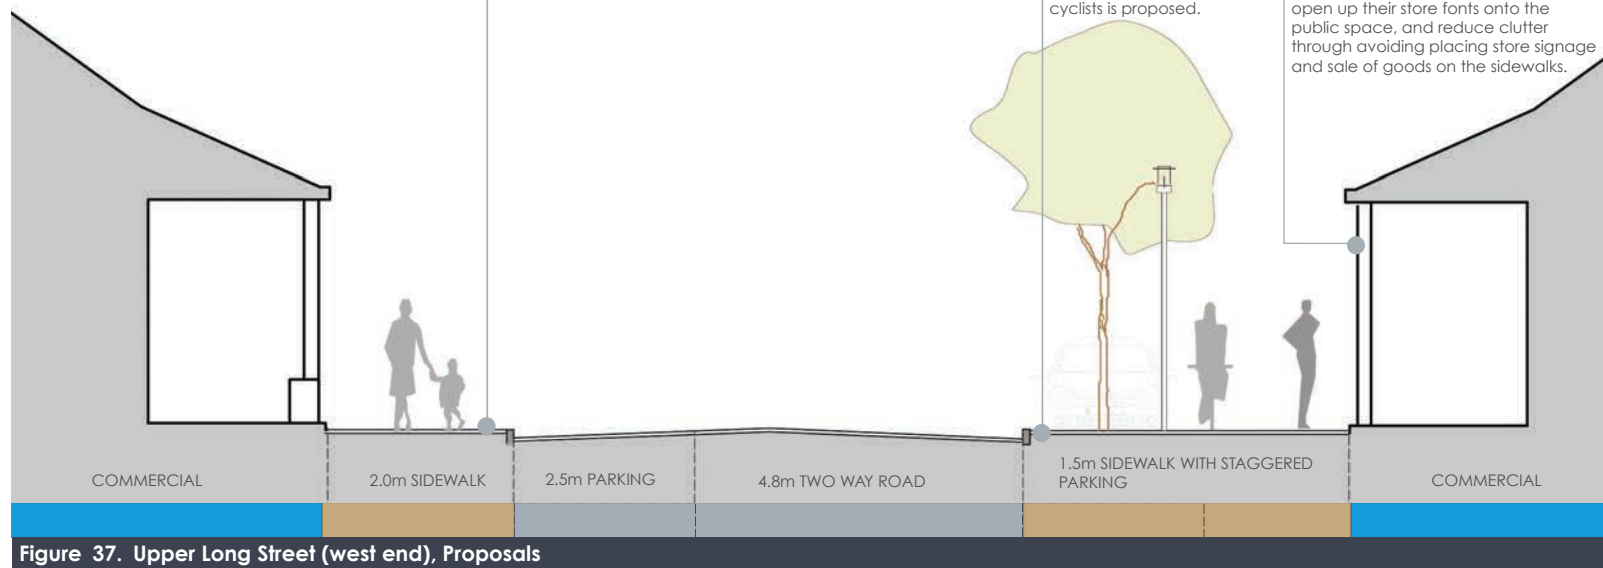 cyclists is proposed.
open up their store fonts onto the
public space, and reduce clutter
through avoiding placing store signage
and sale of goods on the sidewalks.
COMMERCIAL
2.0m SIDEWALK
2.5m PARKING
4.8m TWO WAY ROAD
1.5m SIDEWALK WITH STAGGERED
PARKING
COMMERCIAL
Figure 37. Upper Long Street (west end), Proposals